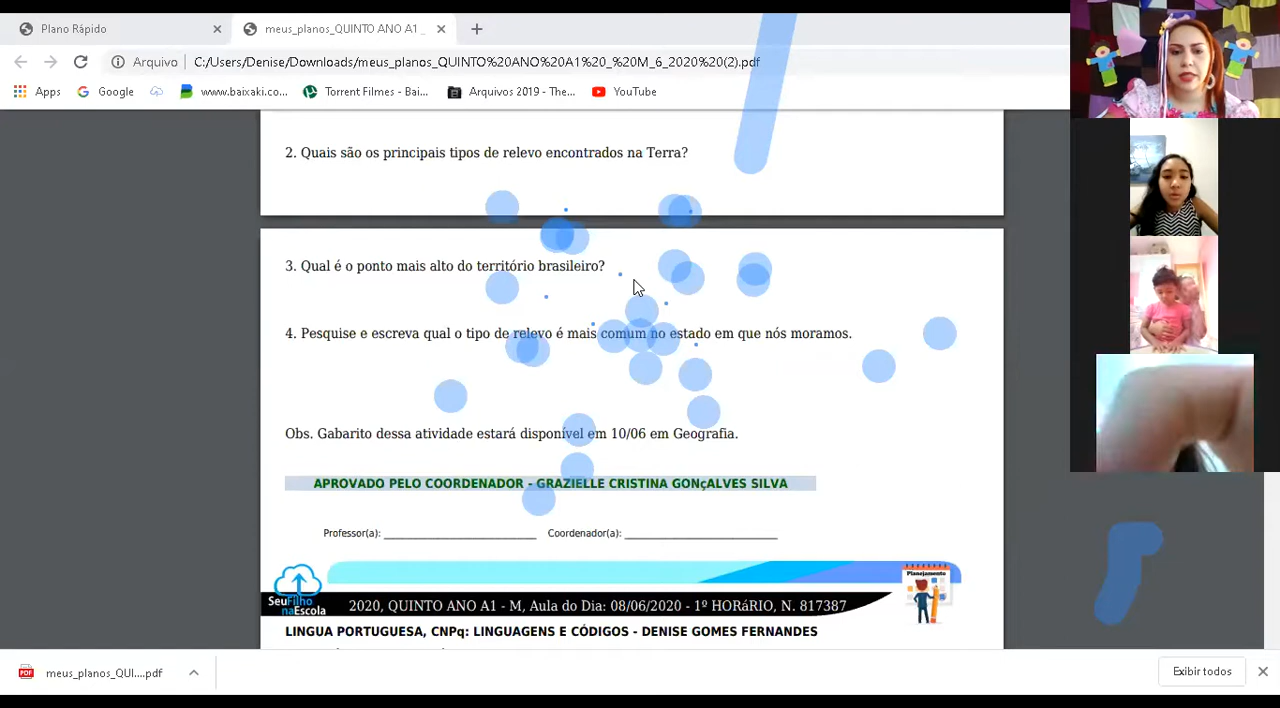 Plano Rápido
meus_planos_QUINTO ANO A1 _
Arquivo
C:/Users/Denise/Downloads/meus_planos_QUINTO%20ANO%20A1%20_%20M_6_2020%20(2).pdf
Apps
Google
www.baixaki.co...
Torrent Filmes - Bai...
Arquivos 2019 - The...
YouTube
2. Quais são os principais tipos de relevo encontrados na Terra?
3. Qual é o ponto mais alto do território brasileiro?
4. Pesquise e escreva qual o tipo de relevo é mais comum no estado em que nós moramos.
Obs. Gabarito dessa atividade estará disponível em 10/06 em Geografia.
APROVADO PELO COORDENADOR - GRAZIELLE CRISTINA GONçALVES SILVA
Professor(a): ____________________ Coordenador(a): ____________________
Planejamento
SeuFilho
naEscola
2020, QUINTO ANO A1 - M, Aula do Dia: 08/06/2020 - 1º HORáRIO, N. 817387
LINGUA PORTUGUESA, CNPq: LINGUAGENS E CÓDIGOS - DENISE GOMES FERNANDES
PDF
meus_planos_QUI....pdf
Exibir todos